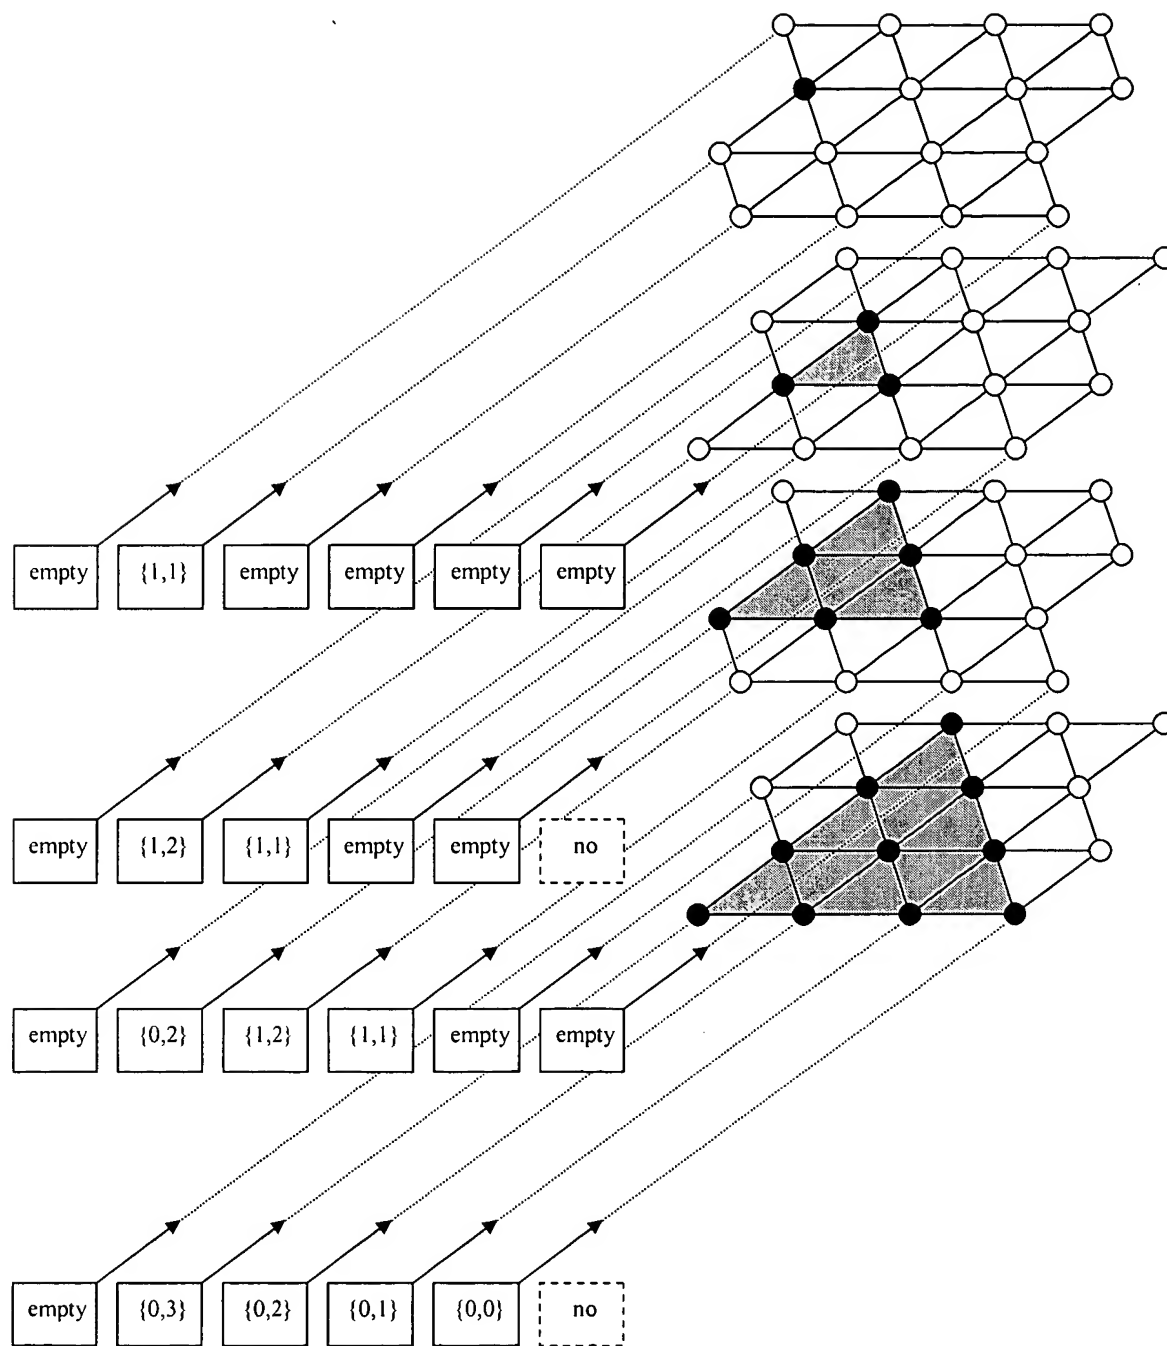 empty {1,1} empty empty empty empty
empty {1,2} {1,1} empty empty no
empty {0,2} {1,2} {1,1} empty empty
empty {0,3} {0,2} {0,1} {0,0} no